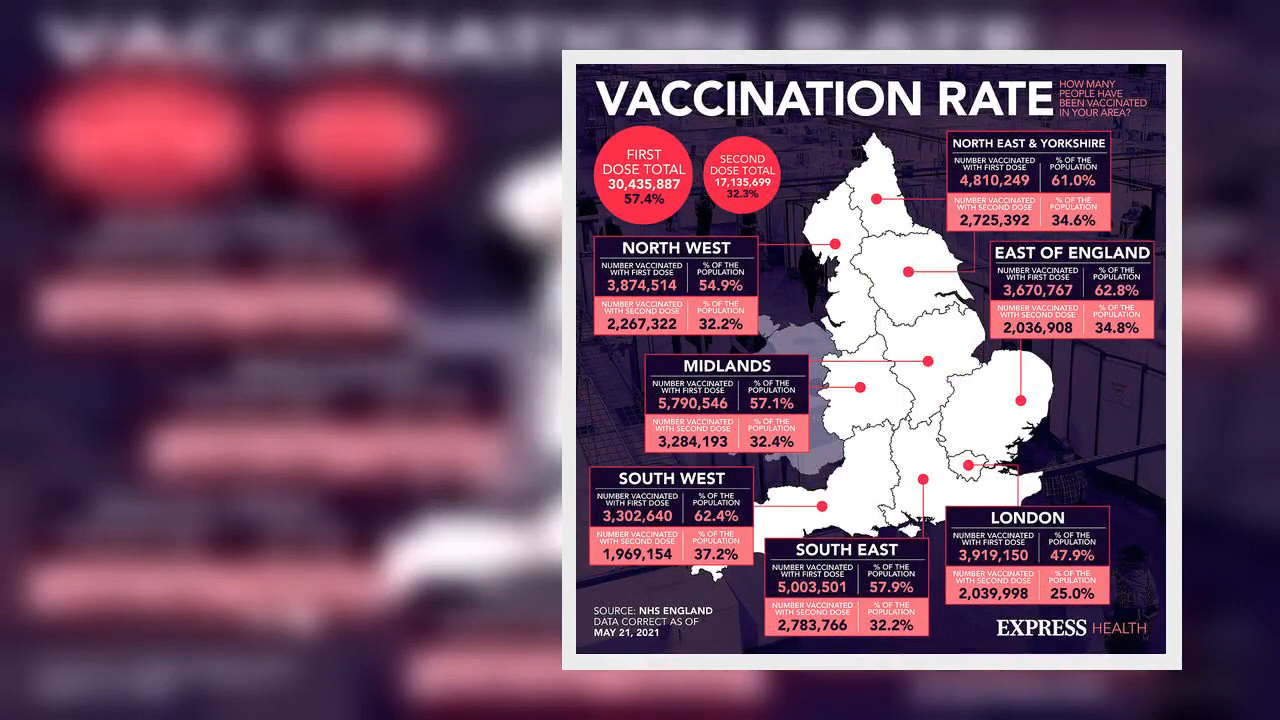 VACCINATION RATE
HOW MANY
PEOPLE HAVE
BEEN VACCINATED
IN YOUR AREA?
FIRST
DOSE TOTAL
30,435,887
57.4%
SECOND
DOSE TOTAL
17,135,699
32.3%
NORTH EAST & YORKSHIRE
NUMBER VACCINATED
WITH FIRST DOSE
4,810,249
% OF THE
POPULATION
61.0%
NUMBER VACCINATED
WITH SECOND DOSE
2,725,392
% OF THE
POPULATION
34.6%
NORTH WEST
NUMBER VACCINATED
WITH FIRST DOSE
3,874,514
% OF THE
POPULATION
54.9%
NUMBER VACCINATED
WITH SECOND DOSE
2,267,322
% OF THE
POPULATION
32.2%
EAST OF ENGLAND
NUMBER VACCINATED
WITH FIRST DOSE
3,670,767
% OF THE
POPULATION
62.8%
NUMBER VACCINATED
WITH SECOND DOSE
2,036,908
% OF THE
POPULATION
34.8%
MIDLANDS
NUMBER VACCINATED
WITH FIRST DOSE
5,790,546
% OF THE
POPULATION
57.1%
NUMBER VACCINATED
WITH SECOND DOSE
3,284,193
% OF THE
POPULATION
32.4%
SOUTH WEST
NUMBER VACCINATED
WITH FIRST DOSE
3,302,640
% OF THE
POPULATION
62.4%
NUMBER VACCINATED
WITH SECOND DOSE
1,969,154
% OF THE
POPULATION
37.2%
SOUTH EAST
NUMBER VACCINATED
WITH FIRST DOSE
5,003,501
% OF THE
POPULATION
57.9%
NUMBER VACCINATED
WITH SECOND DOSE
2,783,766
% OF THE
POPULATION
32.2%
LONDON
NUMBER VACCINATED
WITH FIRST DOSE
3,919,150
% OF THE
POPULATION
47.9%
NUMBER VACCINATED
WITH SECOND DOSE
2,039,998
% OF THE
POPULATION
25.0%
SOURCE: NHS ENGLAND
DATA CORRECT AS OF
MAY 21, 2021
EXPRESS HEALTH